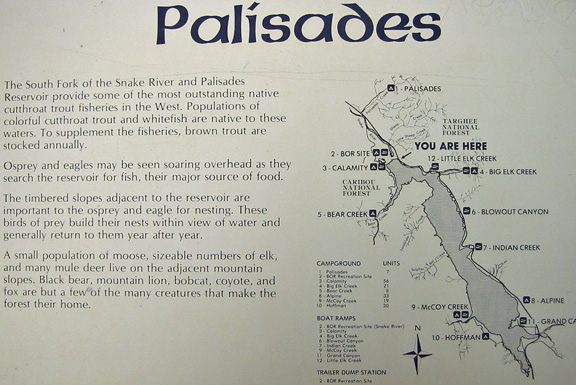 Palisades
The South Fork of the Snake River and Palisades
Reservoir provide some of the most outstanding native
cutthroat trout fisheries in the West. Populations of
colorful cutthroat trout and whitefish are native to these
waters. To supplement the fisheries, brown trout are
stocked annually.
Osprey and eagles may be seen soaring overhead as they
search the reservoir for fish, their major source of food.
The timbered slopes adjacent to the reservoir are
important to the osprey and eagle for nesting. These
birds of prey build their nests within view of water and
generally return to them year after year.
A small population of moose, sizeable numbers of elk,
and many mule deer live on the adjacent mountain
slopes. Black bear, mountain lion, bobcat, coyote, and
fox are but a few of the many creatures that make the
forest their home.
1 - PALISADES
TARGHEE
NATIONAL
FOREST
YOU ARE HERE
2 - BOR SITE
12 - LITTLE ELK CREEK
3 - CALAMITY
4 - BIG ELK CREEK
CARIBOU
NATIONAL
FOREST
5 - BEAR CREEK
6 - BLOWOUT CANYON
7 - INDIAN CREEK
8 - ALPINE
9 - McCOY CREEK
11 - GRAND CA
10 - HOFFMAN
CAMPGROUND UNITS
1 - Palisades 7
2 - BOR Recreation Site
3 - Calamity 56
4 - Big Elk Creek 21
5 - Bear Creek 8
8 - Alpine 33
9 - McCoy Creek 19
10 - Hoffman 30
BOAT RAMPS
2 - BOR Recreation Site (Snake River)
3 - Calamity
4 - Big Elk Creek
6 - Blowout Canyon
7 - Indian Creek
9 - McCoy Creek
11 - Grand Canyon
12 - Little Elk Creek
TRAILER DUMP STATION
2 - BOR Recreation Site